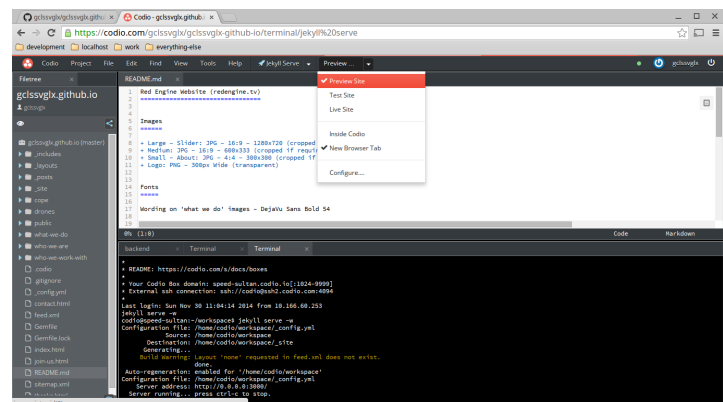 gclssvglx/gclssvglx.githu
Codio - gclssvglx.github.i
https://codio.com/gclssvglx/gclssvglx-github-io/terminal/jekyll%20serve
development localhost work everything-else
Codio Project File Edit Find View Tools Help Jekyll Serve Preview ... gclssvglx
Filetree
README.md
gclssvglx.github.io
gclssvglx
gclssvglx.github.io (master)
_includes
_layouts
_posts
_site
cope
drones
public
what-we-do
who-we-are
who-we-work-with
.codio
.gitignore
_config.yml
contact.html
feed.xml
Gemfile
Gemfile.lock
index.html
join-us.html
README.md
sitemap.xml
1 Red Engine Website (redengine.tv)
2 =================================
3
4
5 Images
6 ======
7
8 + Large - Slider: JPG - 16:9 - 1280x720 (cropped
9 + Medium: JPG - 16:9 - 600x333 (cropped if requi
10 + Small - About: JPG - 4:4 - 300x300 (cropped if
11 + Logo: PNG - 300px Wide (transparent)
12
13
14 Fonts
15 =====
16
17 Wording on 'what we do' images - DejaVu Sans Bold 54
18
19
Preview Site
Test Site
Live Site
Inside Codio
New Browser Tab
Configure...
0% (1:0) Code Markdown
backend Terminal Terminal
*
* README: https://codio.com/s/docs/boxes
*
* Your Codio Box domain: speed-sultan.codio.io[:1024-9999]
* External ssh connection: ssh://codio@ssh2.codio.com:4094
*
Last login: Sun Nov 30 11:04:14 2014 from 10.166.60.253
jekyll serve -w
codio@speed-sultan:~/workspace$ jekyll serve -w
Configuration file: /home/codio/workspace/_config.yml
Source: /home/codio/workspace
Destination: /home/codio/workspace/_site
Generating...
Build Warning: Layout 'none' requested in feed.xml does not exist.
done.
Auto-regeneration: enabled for '/home/codio/workspace'
Configuration file: /home/codio/workspace/_config.yml
Server address: http://0.0.0.0:3000/
Server running... press ctrl-c to stop.